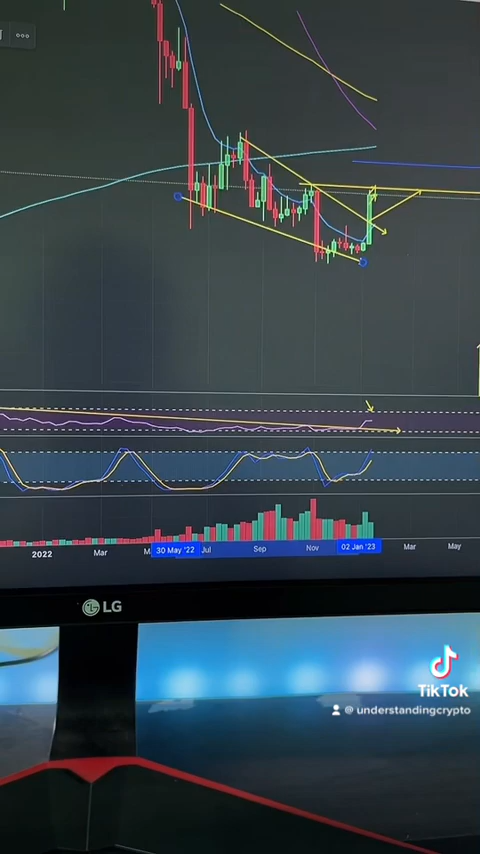 2022
Mar
M
30 May '22
Jul
Sep
Nov
02 Jan '23
Mar
May
LG
TikTok
@ understandingcrypto